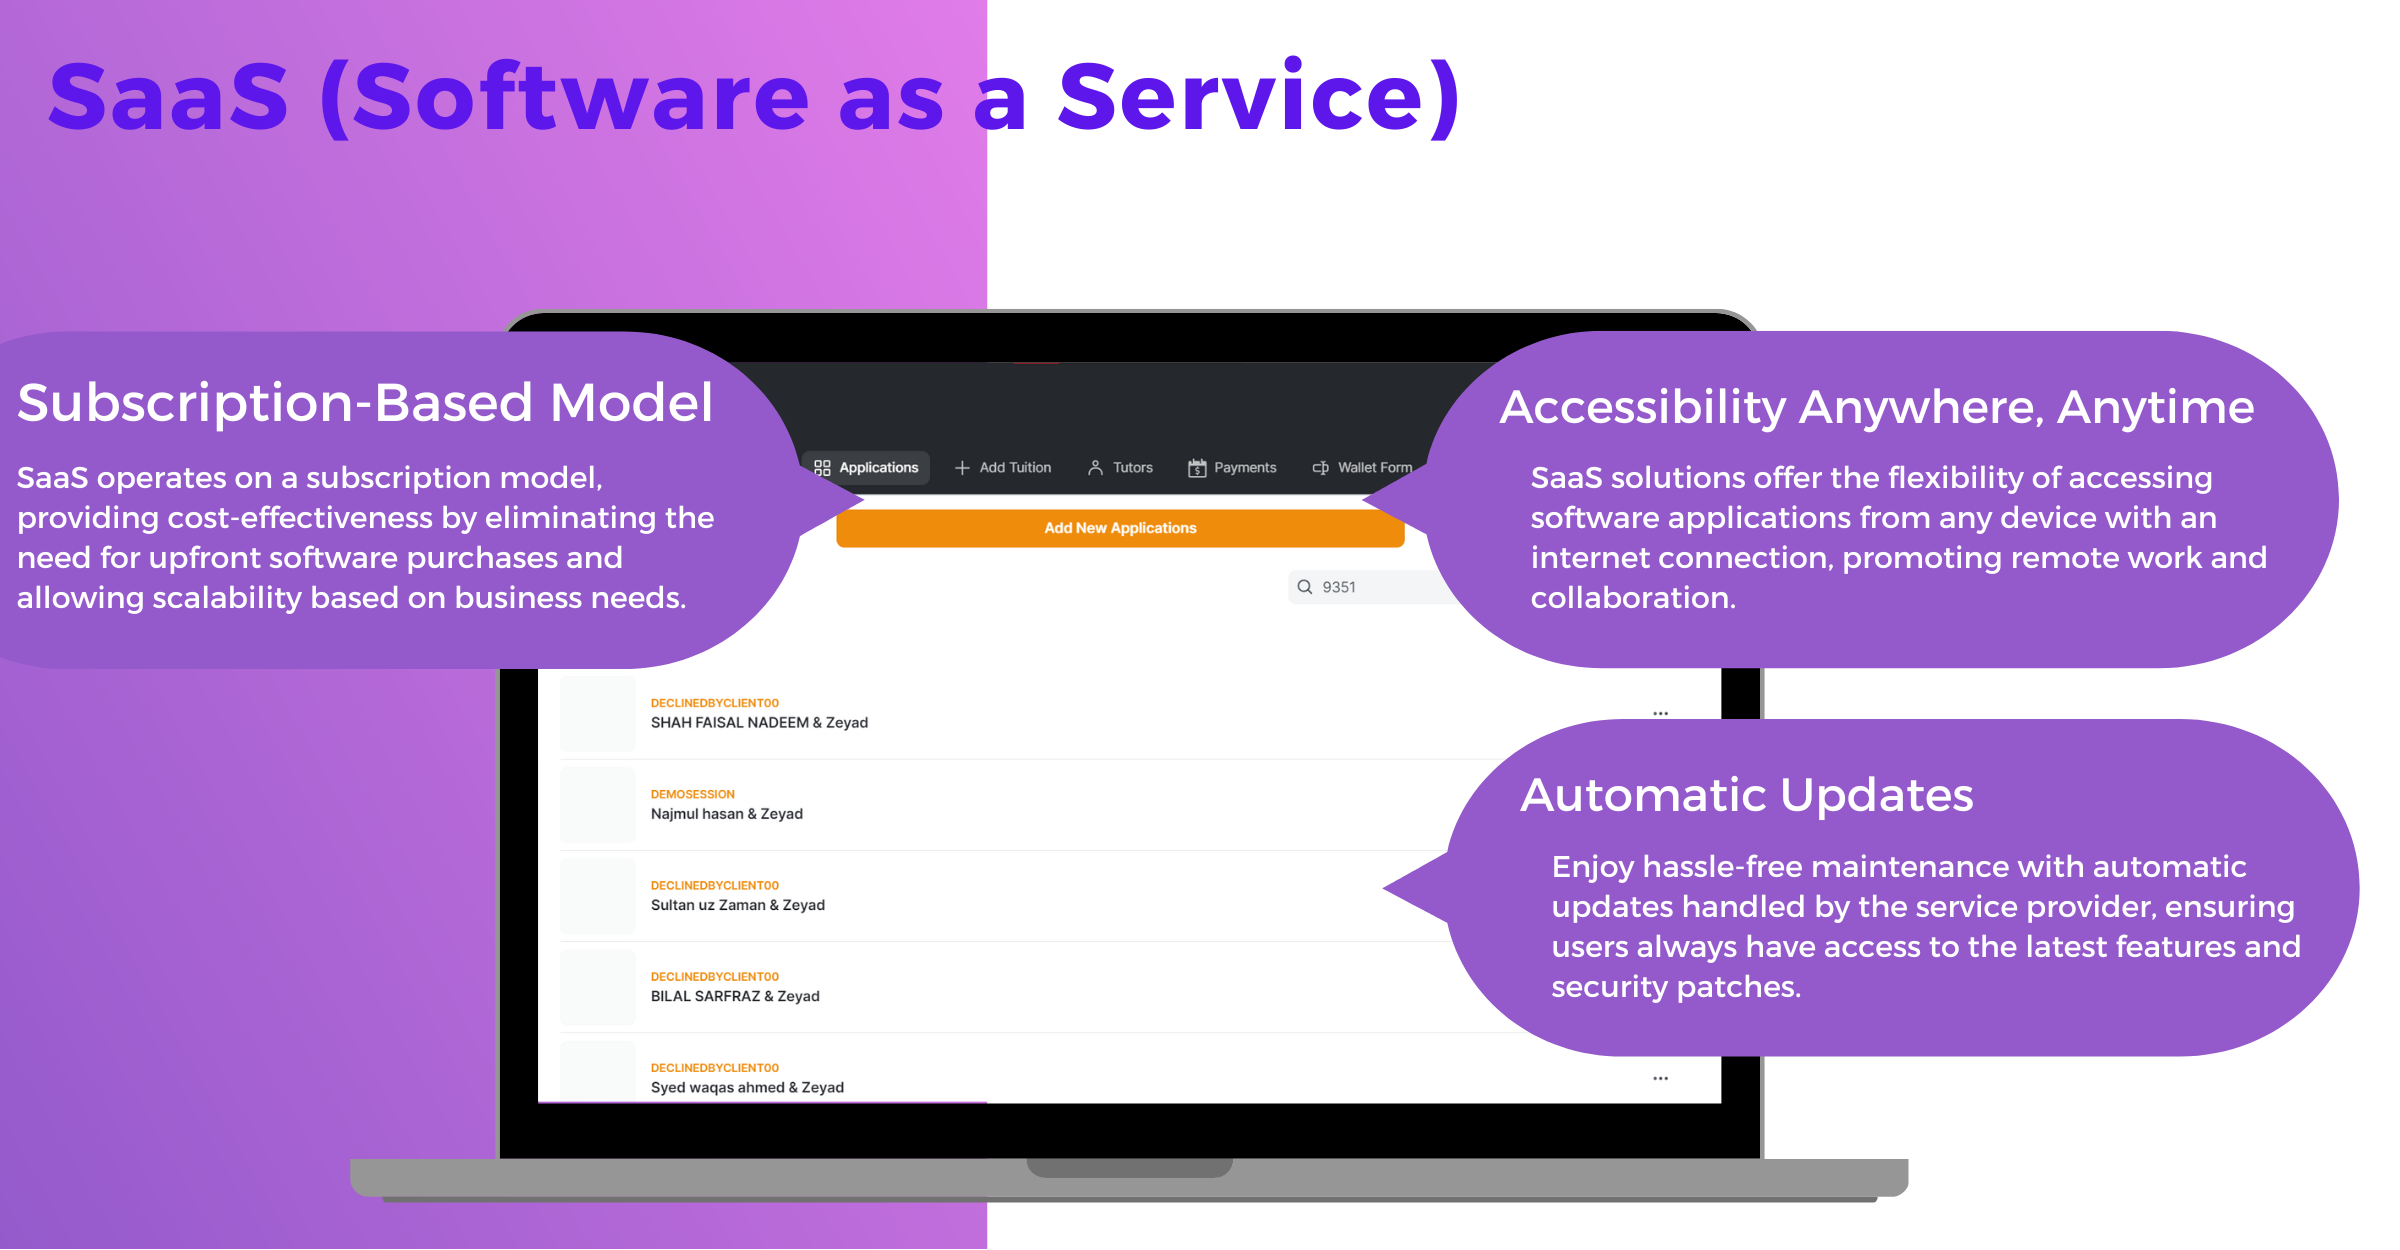 SaaS (Software as a Service)
Subscription-Based Model
SaaS operates on a subscription model,
providing cost-effectiveness by eliminating the
need for upfront software purchases and
allowing scalability based on business needs.
Accessibility Anywhere, Anytime
SaaS solutions offer the flexibility of accessing
software applications from any device with an
internet connection, promoting remote work and
collaboration.
Applications Add Tuition Tutors Payments Wallet Form
Add New Applications
9351
DECLINEDBYCLIENT00
SHAH FAISAL NADEEM & Zeyad
DEMOSESSION
Najmul hasan & Zeyad
DECLINEDBYCLIENT00
Sultan uz Zaman & Zeyad
DECLINEDBYCLIENT00
BILAL SARFRAZ & Zeyad
DECLINEDBYCLIENT00
Syed waqas ahmed & Zeyad
Automatic Updates
Enjoy hassle-free maintenance with automatic
updates handled by the service provider, ensuring
users always have access to the latest features and
security patches.